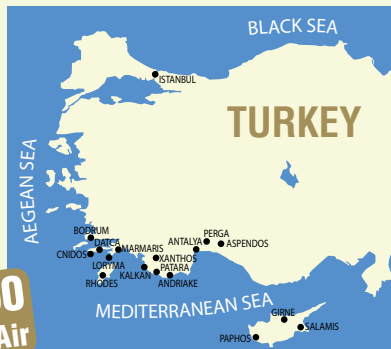 BLACK SEA
ISTANBUL
TURKEY
AEGEAN SEA
BODRUM
DATCA
CNIDOS
MARMARIS
LORYMA
RHODES
ANTALYA
PERGA
ASPENDOS
XANTHOS
PATARA
KALKAN
ANDRIAKE
MEDITERRANEAN SEA
GIRNE
SALAMIS
PAPHOS
Air